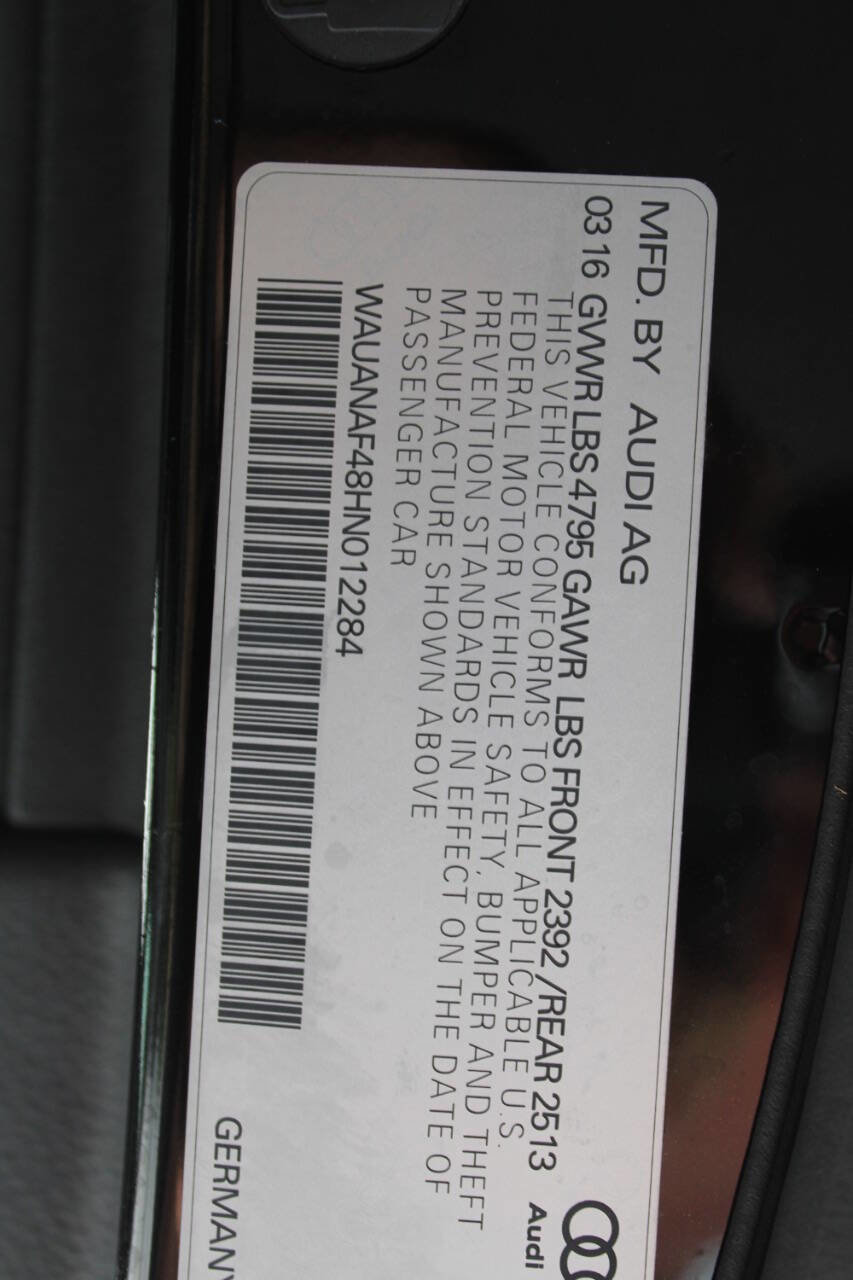 MFD. BY AUDI AG
03 16 GVWR LBS 4795 GAWR LBS FRONT 2392 /REAR 2513
THIS VEHICLE CONFORMS TO ALL APPLICABLE U.S.
FEDERAL MOTOR VEHICLE SAFETY, BUMPER AND THEFT
PREVENTION STANDARDS IN EFFECT ON THE DATE OF
MANUFACTURE SHOWN ABOVE
PASSENGER CAR
WAUANAF48HN012284
Audi
GERMANY